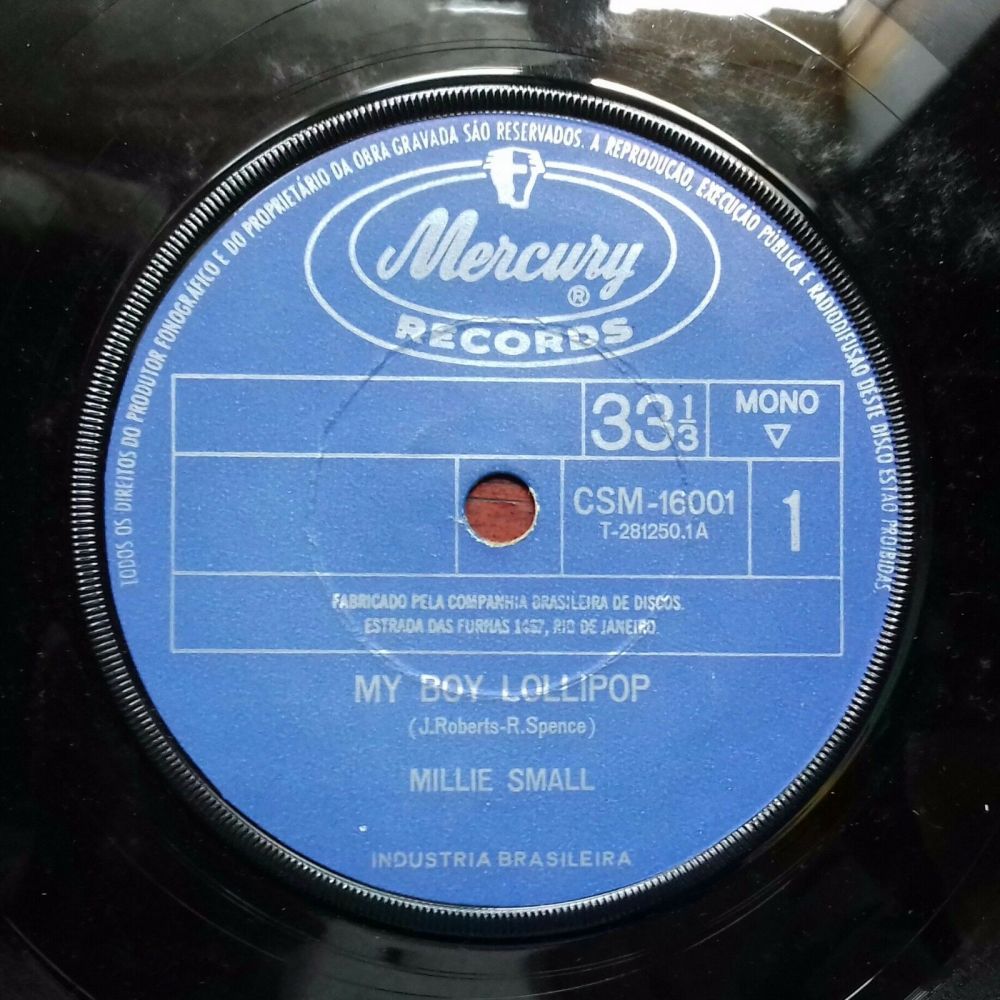 TODOS OS DIREITOS DO PRODUTOR FONOGRÁFICO E DO PROPRIETÁRIO DA OBRA GRAVADA SÃO RESERVADOS. A REPRODUÇÃO, EXECUÇÃO PÚBLICA E RADIODIFUSÃO DESTE DISCO ESTÃO PROIBIDAS.
Mercury
®
RECORDS
33 1/3
MONO
▽
CSM-16001
T-281250.1A
1
FABRICADO PELA COMPANHIA BRASILEIRA DE DISCOS.
ESTRADA DAS FURNAS 1457, RIO DE JANEIRO.
MY BOY LOLLIPOP
(J.Roberts-R.Spence)
MILLIE SMALL
INDUSTRIA BRASILEIRA